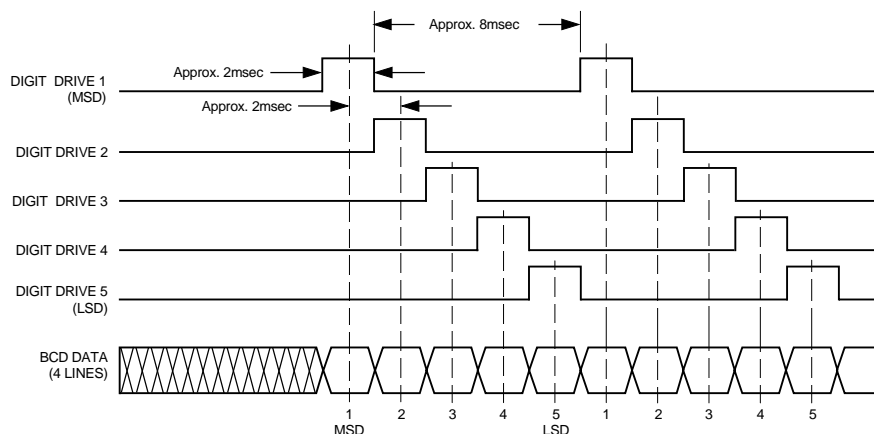 Approx. 8msec
Approx. 2msec
DIGIT DRIVE 1
(MSD)
Approx. 2msec
DIGIT DRIVE 2
DIGIT DRIVE 3
DIGIT DRIVE 4
DIGIT DRIVE 5
(LSD)
BCD DATA
(4 LINES)
1 2 3 4 5 1 2 3 4 5
MSD LSD